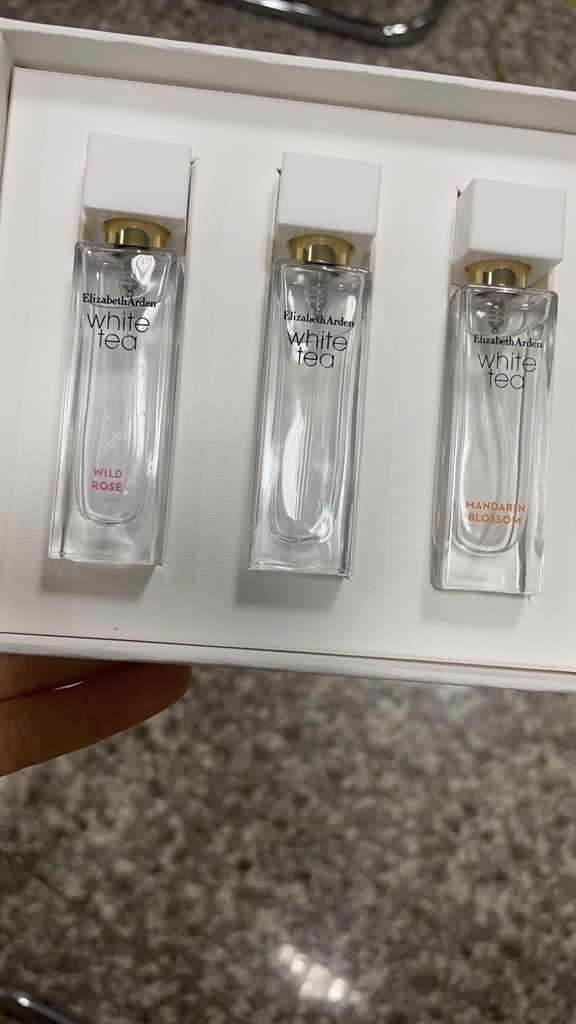 ElizabethArden
white
tea
WILD
ROSE
ElizabethArden
white
tea
ElizabethArden
white
tea
MANDARIN
BLOSSOM